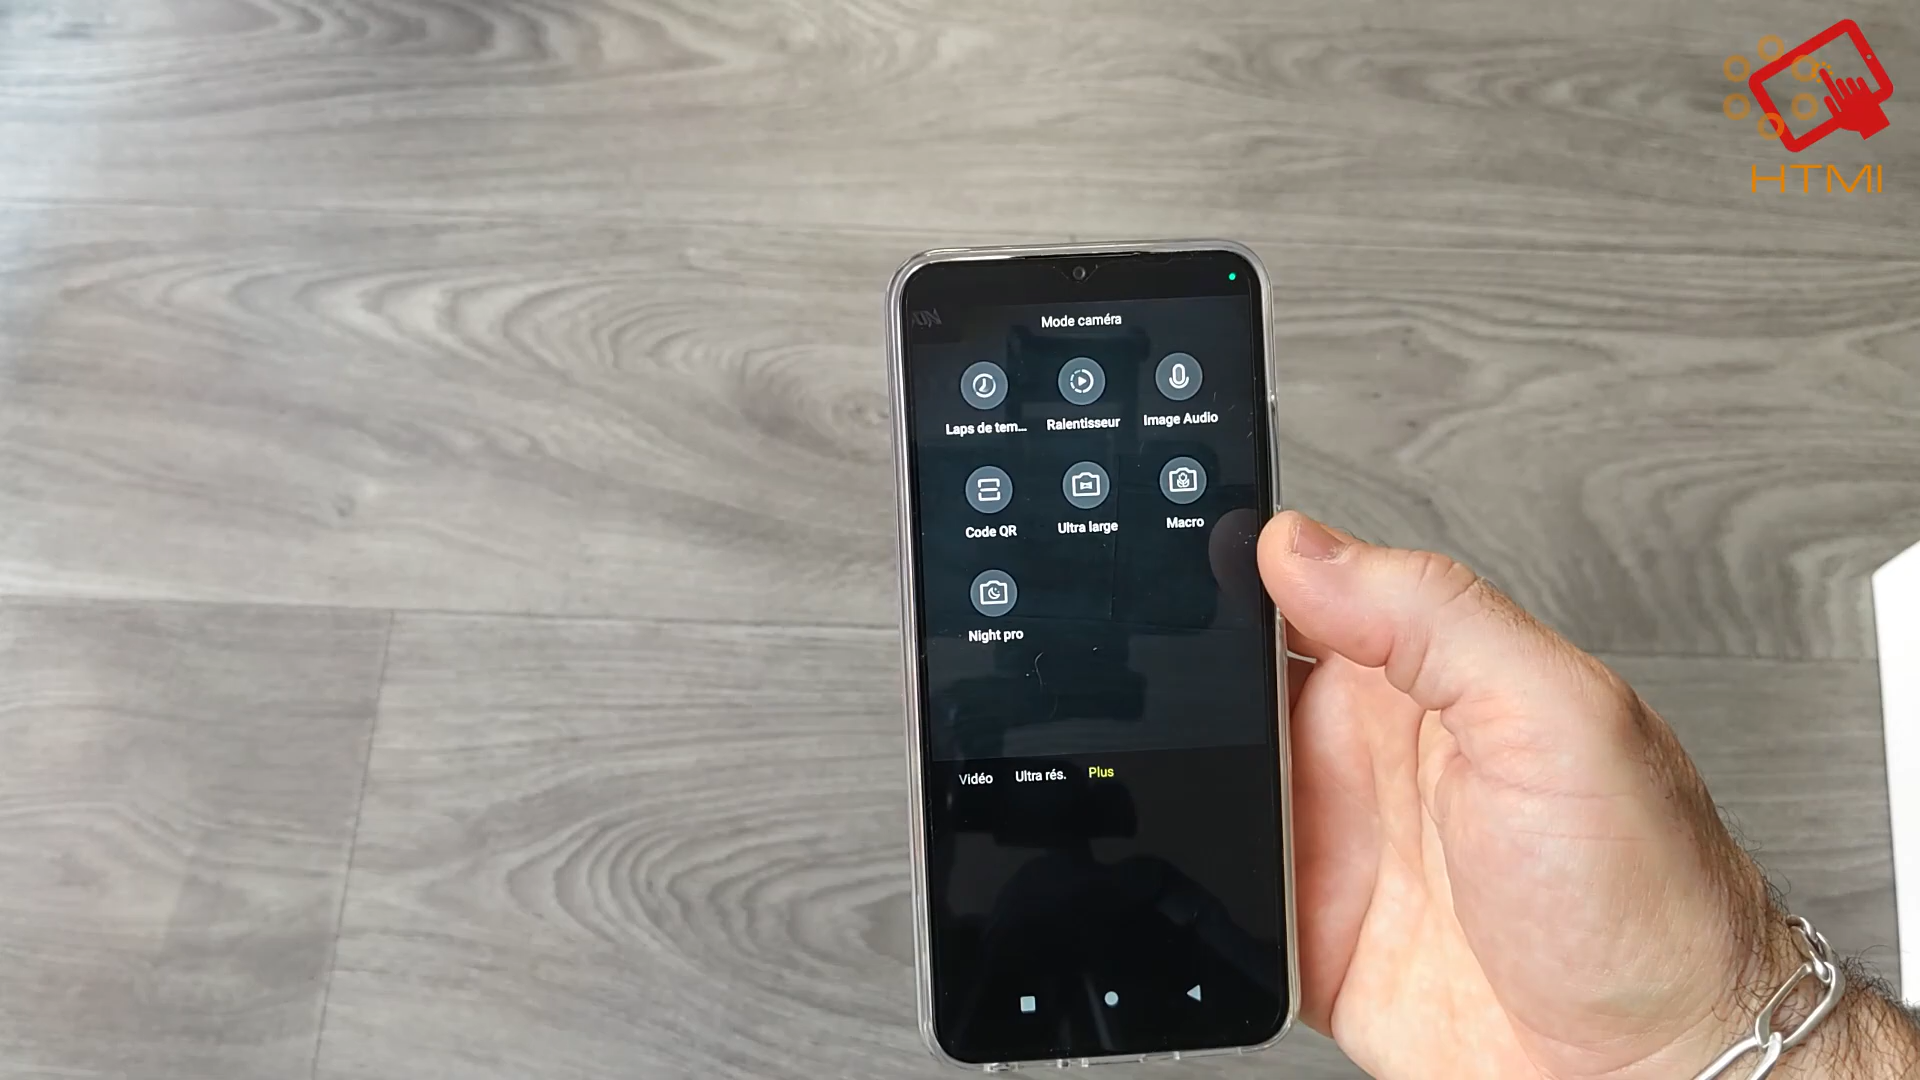 HTMI
Mode caméra
Laps de tem... Ralentisseur Image Audio
Code QR Ultra large Macro
Night pro
Vidéo Ultra rés. Plus